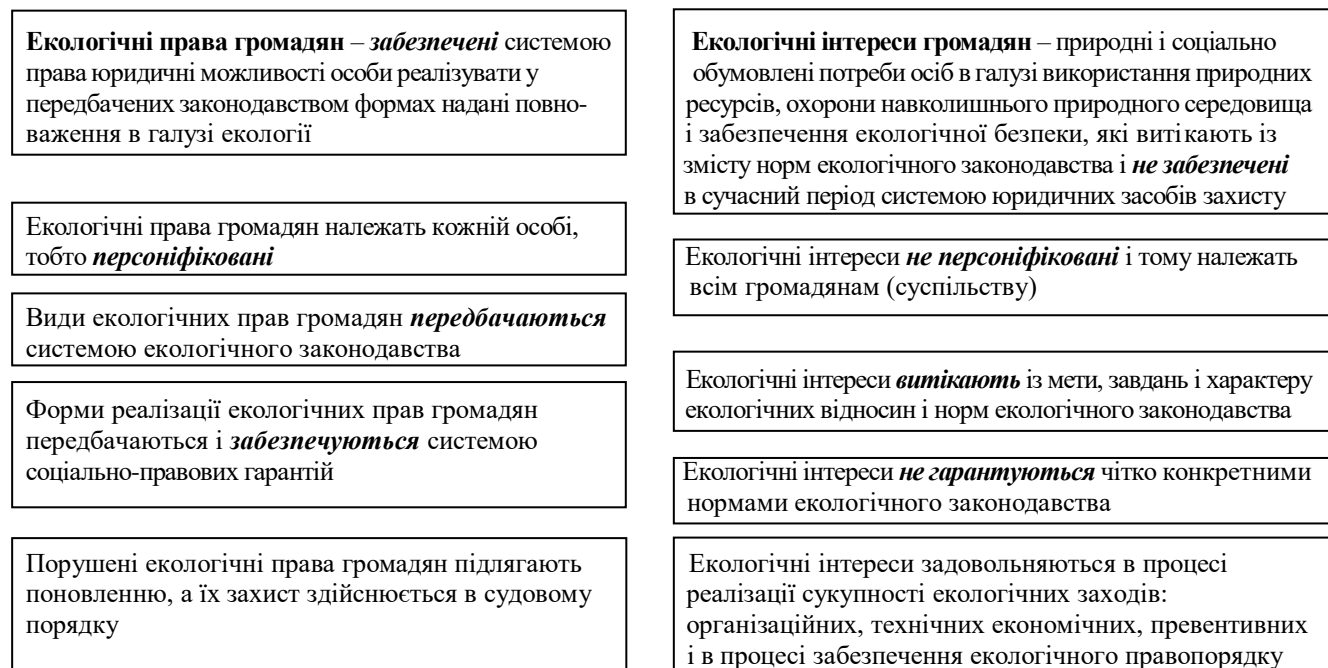 Екологічні права громадян – забезпечені системою
права юридичні можливості особи реалізувати у
передбачених законодавством формах надані повно-
важення в галузі екології
Екологічні права громадян належать кожній особі,
тобто персоніфіковані
Види екологічних прав громадян передбачаються
системою екологічного законодавства
Форми реалізації екологічних прав громадян
передбачаються і забезпечуються системою
соціально-правових гарантій
Порушені екологічні права громадян підлягають
поновленню, а їх захист здійснюється в судовому
порядку
Екологічні інтереси громадян – природні і соціально
обумовлені потреби осіб в галузі використання природних
ресурсів, охорони навколишнього природного середовища
і забезпечення екологічної безпеки, які витікають із
змісту норм екологічного законодавства і не забезпечені
в сучасний період системою юридичних засобів захисту
Екологічні інтереси не персоніфіковані і тому належать
всім громадянам (суспільству)
Екологічні інтереси витікають із мети, завдань і характеру
екологічних відносин і норм екологічного законодавства
Екологічні інтереси не гарантуються чітко конкретними
нормами екологічного законодавства
Екологічні інтереси задовольняються в процесі
реалізації сукупності екологічних заходів:
організаційних, технічних економічних, превентивних
і в процесі забезпечення екологічного правопорядку